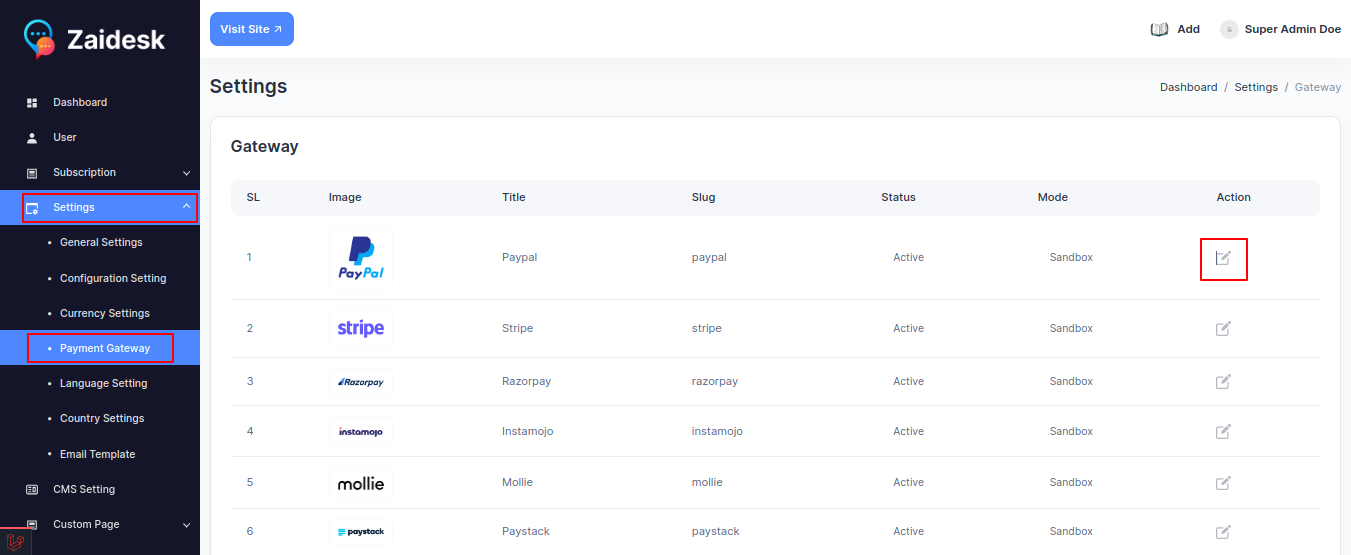 Zaidesk
Visit Site
Add
Super Admin Doe
Dashboard
User
Subscription
Settings
General Settings
Configuration Setting
Currency Settings
Payment Gateway
Language Setting
Country Settings
Email Template
CMS Setting
Custom Page
Settings
Dashboard / Settings / Gateway
Gateway
SL Image Title Slug Status Mode Action
1 PayPal Paypal paypal Active Sandbox
2 stripe Stripe stripe Active Sandbox
3 Razorpay Razorpay razorpay Active Sandbox
4 instamojo Instamojo instamojo Active Sandbox
5 mollie Mollie mollie Active Sandbox
6 paystack Paystack paystack Active Sandbox